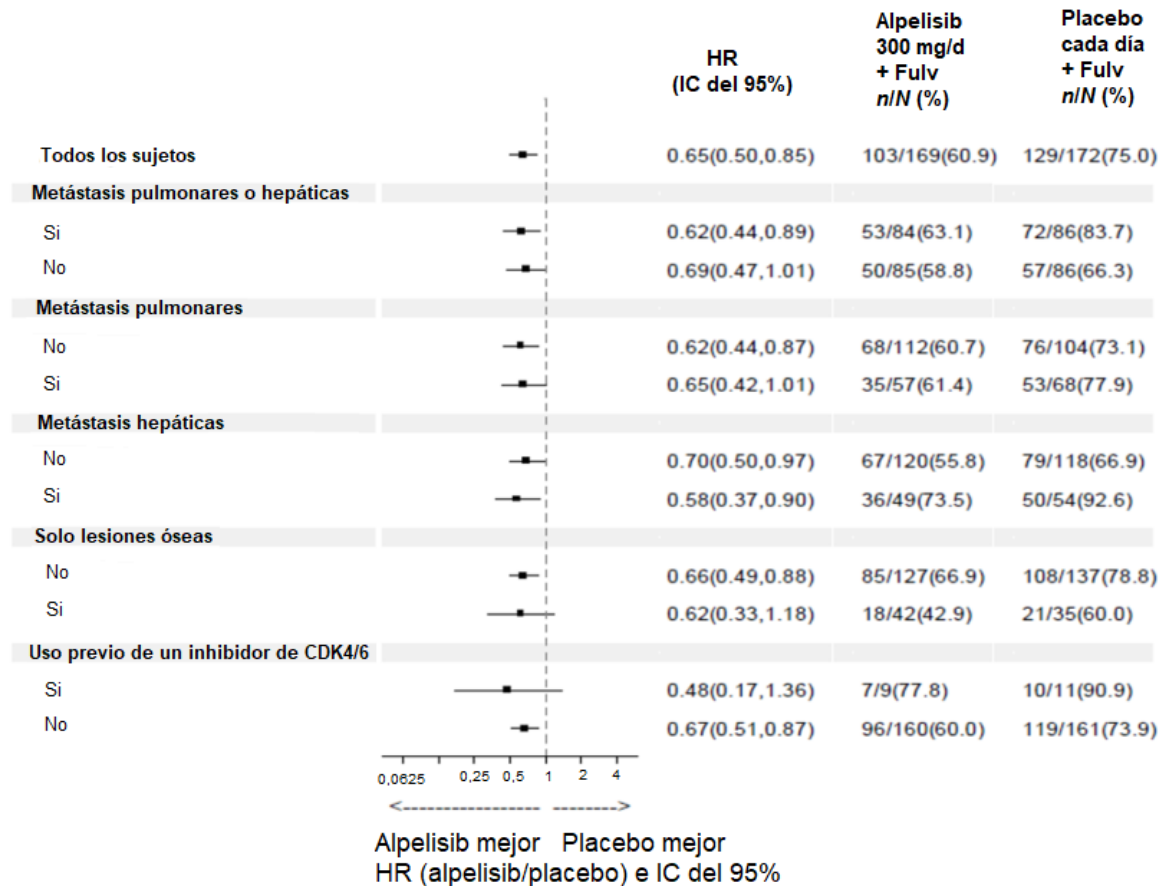 HR
(IC del 95%)
Alpelisib
300 mg/d
+ Fulv
n/N (%)
Placebo
cada día
+ Fulv
n/N (%)
Todos los sujetos 0.65(0.50,0.85) 103/169(60.9) 129/172(75.0)
Metástasis pulmonares o hepáticas
Si 0.62(0.44,0.89) 53/84(63.1) 72/86(83.7)
No 0.69(0.47,1.01) 50/85(58.8) 57/86(66.3)
Metástasis pulmonares
No 0.62(0.44,0.87) 68/112(60.7) 76/104(73.1)
Si 0.65(0.42,1.01) 35/57(61.4) 53/68(77.9)
Metástasis hepáticas
No 0.70(0.50,0.97) 67/120(55.8) 79/118(66.9)
Si 0.58(0.37,0.90) 36/49(73.5) 50/54(92.6)
Solo lesiones óseas
No 0.66(0.49,0.88) 85/127(66.9) 108/137(78.8)
Si 0.62(0.33,1.18) 18/42(42.9) 21/35(60.0)
Uso previo de un inhibidor de CDK4/6
Si 0.48(0.17,1.36) 7/9(77.8) 10/11(90.9)
No 0.67(0.51,0.87) 96/160(60.0) 119/161(73.9)
0,0625 0,25 0,5 1 2 4
Alpelisib mejor Placebo mejor
HR (alpelisib/placebo) e IC del 95%